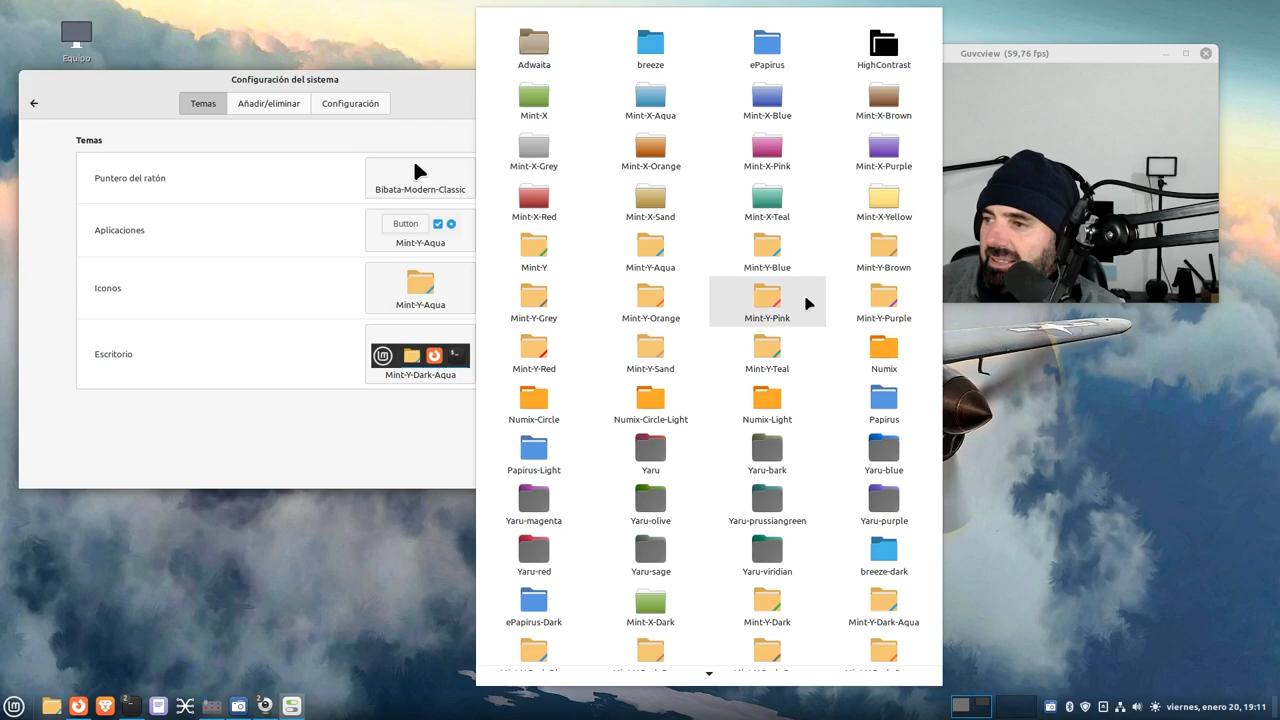 Equipo
Configuración del sistema
Temas
Añadir/eliminar
Configuración
Temas
Puntero del ratón
Bibata-Modern-Classic
Aplicaciones
Button
Mint-Y-Aqua
Iconos
Mint-Y-Aqua
Escritorio
Mint-Y-Dark-Aqua
Adwaita
breeze
ePapirus
HighContrast
Mint-X
Mint-X-Aqua
Mint-X-Blue
Mint-X-Brown
Mint-X-Grey
Mint-X-Orange
Mint-X-Pink
Mint-X-Purple
Mint-X-Red
Mint-X-Sand
Mint-X-Teal
Mint-X-Yellow
Mint-Y
Mint-Y-Aqua
Mint-Y-Blue
Mint-Y-Brown
Mint-Y-Grey
Mint-Y-Orange
Mint-Y-Pink
Mint-Y-Purple
Mint-Y-Red
Mint-Y-Sand
Mint-Y-Teal
Numix
Numix-Circle
Numix-Circle-Light
Numix-Light
Papirus
Papirus-Light
Yaru
Yaru-bark
Yaru-blue
Yaru-magenta
Yaru-olive
Yaru-prussiangreen
Yaru-purple
Yaru-red
Yaru-sage
Yaru-viridian
breeze-dark
ePapirus-Dark
Mint-X-Dark
Mint-Y-Dark
Mint-Y-Dark-Aqua
Guvcview (59,76 fps)
2
2
viernes, enero 20, 19:11